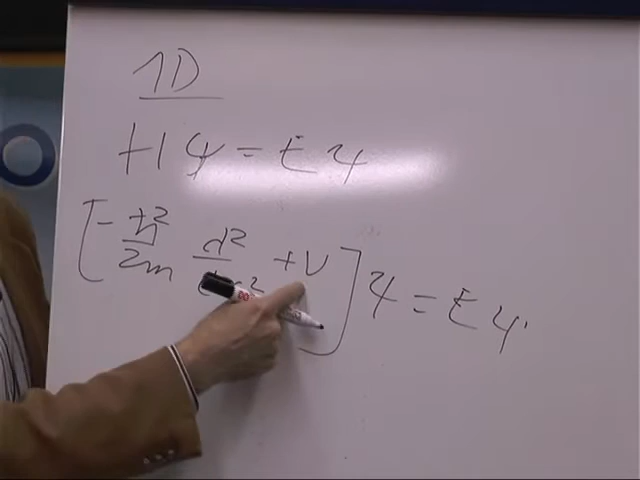 1D
Hψ = Eψ
[-ħ²/2m d²/dx² + V] ψ = Eψ